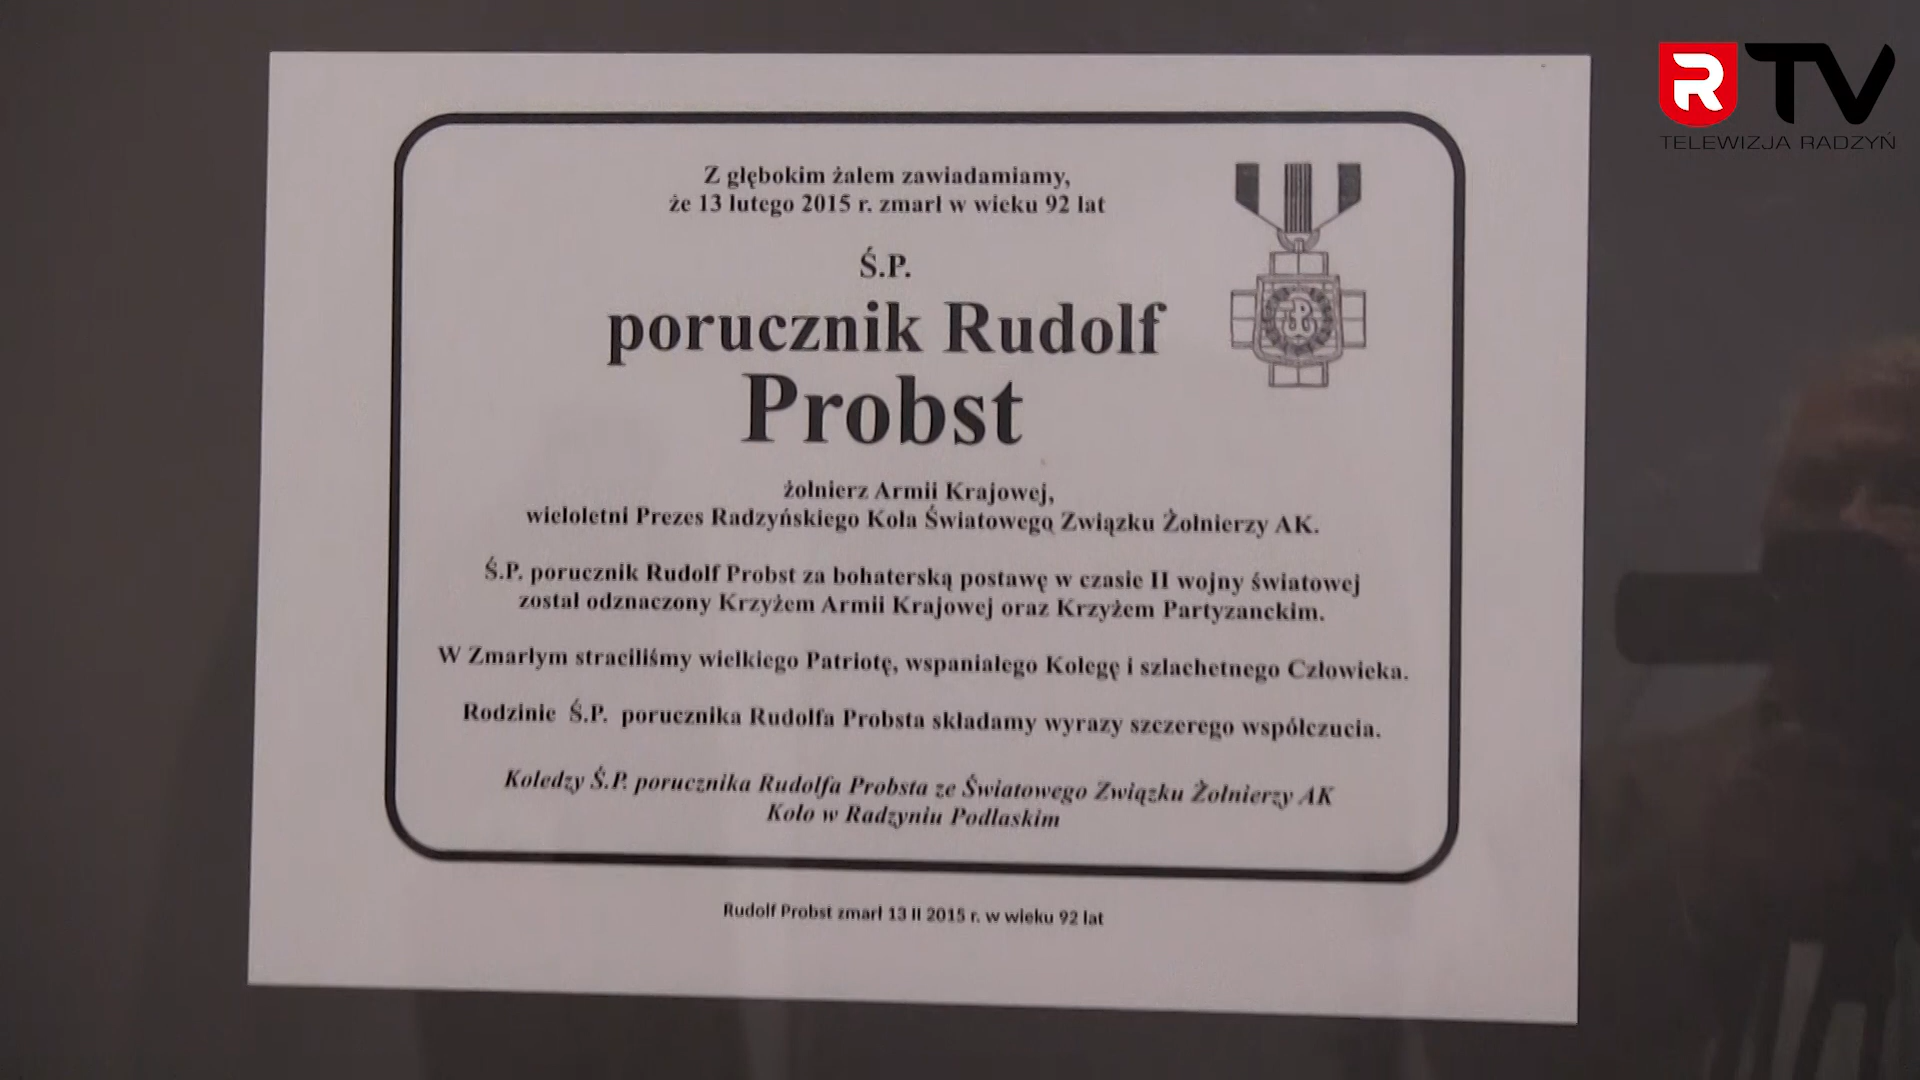 R TV
TELEWIZJA RADZYŃ
Z głębokim żalem zawiadamiamy,
że 13 lutego 2015 r. zmarł w wieku 92 lat
Ś.P.
porucznik Rudolf
Probst
żołnierz Armii Krajowej,
wieloletni Prezes Radzyńskiego Koła Światowego Związku Żołnierzy AK.
Ś.P. porucznik Rudolf Probst za bohaterską postawę w czasie II wojny światowej
został odznaczony Krzyżem Armii Krajowej oraz Krzyżem Partyzanckim.
W Zmarłym straciliśmy wielkiego Patriotę, wspaniałego Kolegę i szlachetnego Człowieka.
Rodzinie Ś.P. porucznika Rudolfa Probsta składamy wyrazy szczerego współczucia.
Koledzy Ś.P. porucznika Rudolfa Probsta ze Światowego Związku Żołnierzy AK
Koło w Radzyniu Podlaskim
Rudolf Probst zmarł 13 II 2015 r. w wieku 92 lat